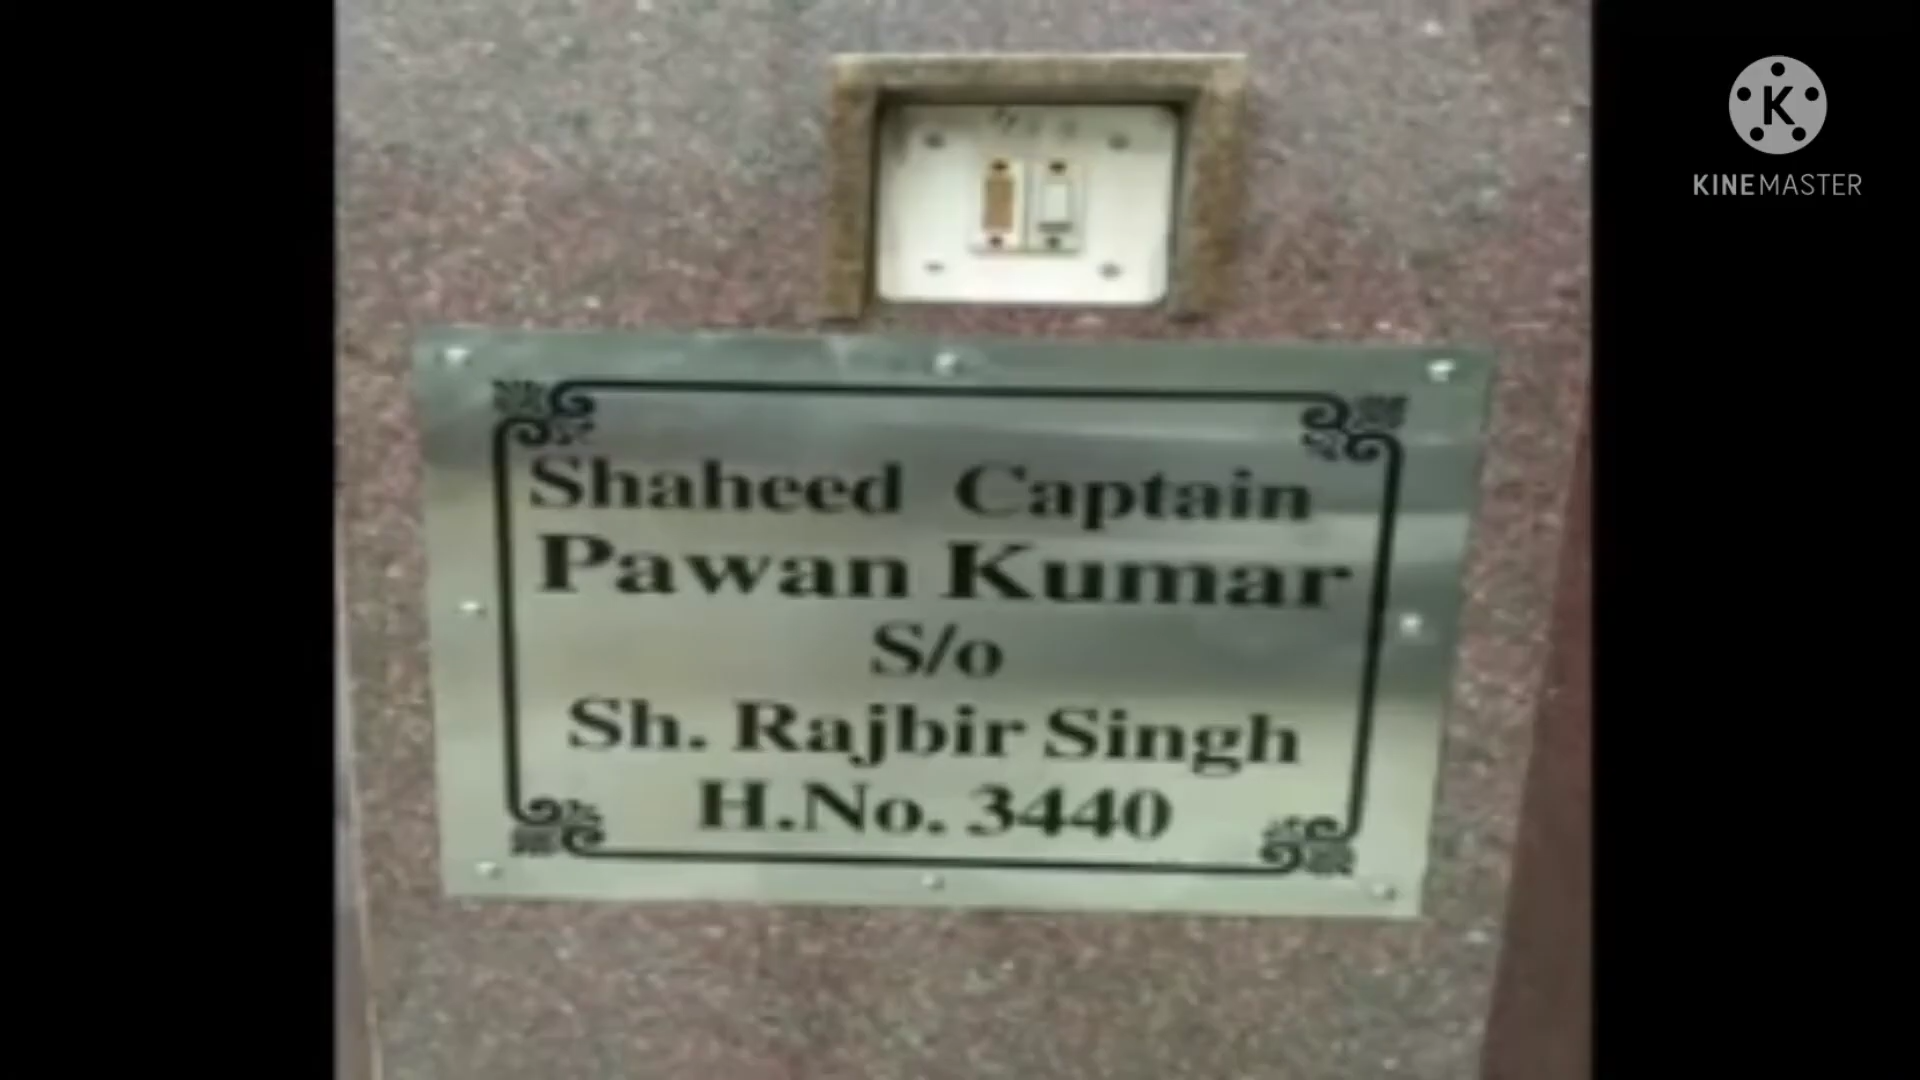 KINEMASTER
Shaheed Captain
Pawan Kumar
S/o
Sh. Rajbir Singh
H.No. 3440